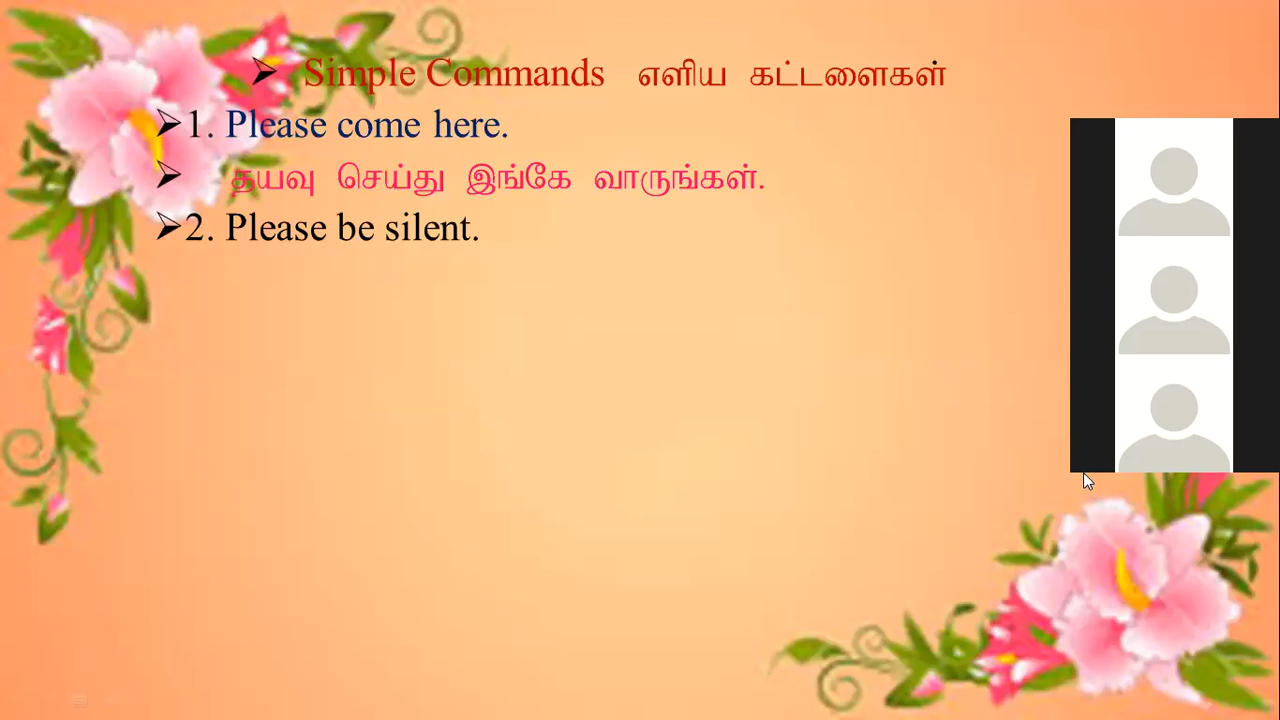 ➢ Simple Commands எளிய கட்டளைகள்
➢1. Please come here.
➢ தயவு செய்து இங்கே வாருங்கள்.
➢2. Please be silent.